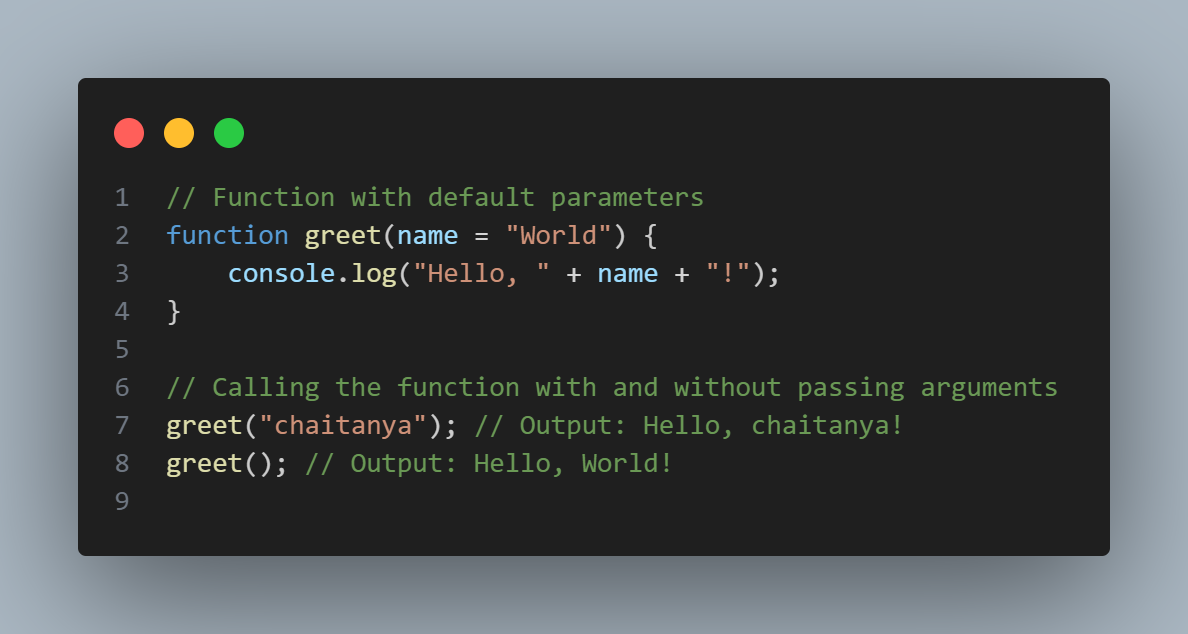 1 // Function with default parameters
2 function greet(name = "World") {
3     console.log("Hello, " + name + "!");
4 }
5
6 // Calling the function with and without passing arguments
7 greet("chaitanya"); // Output: Hello, chaitanya!
8 greet(); // Output: Hello, World!
9